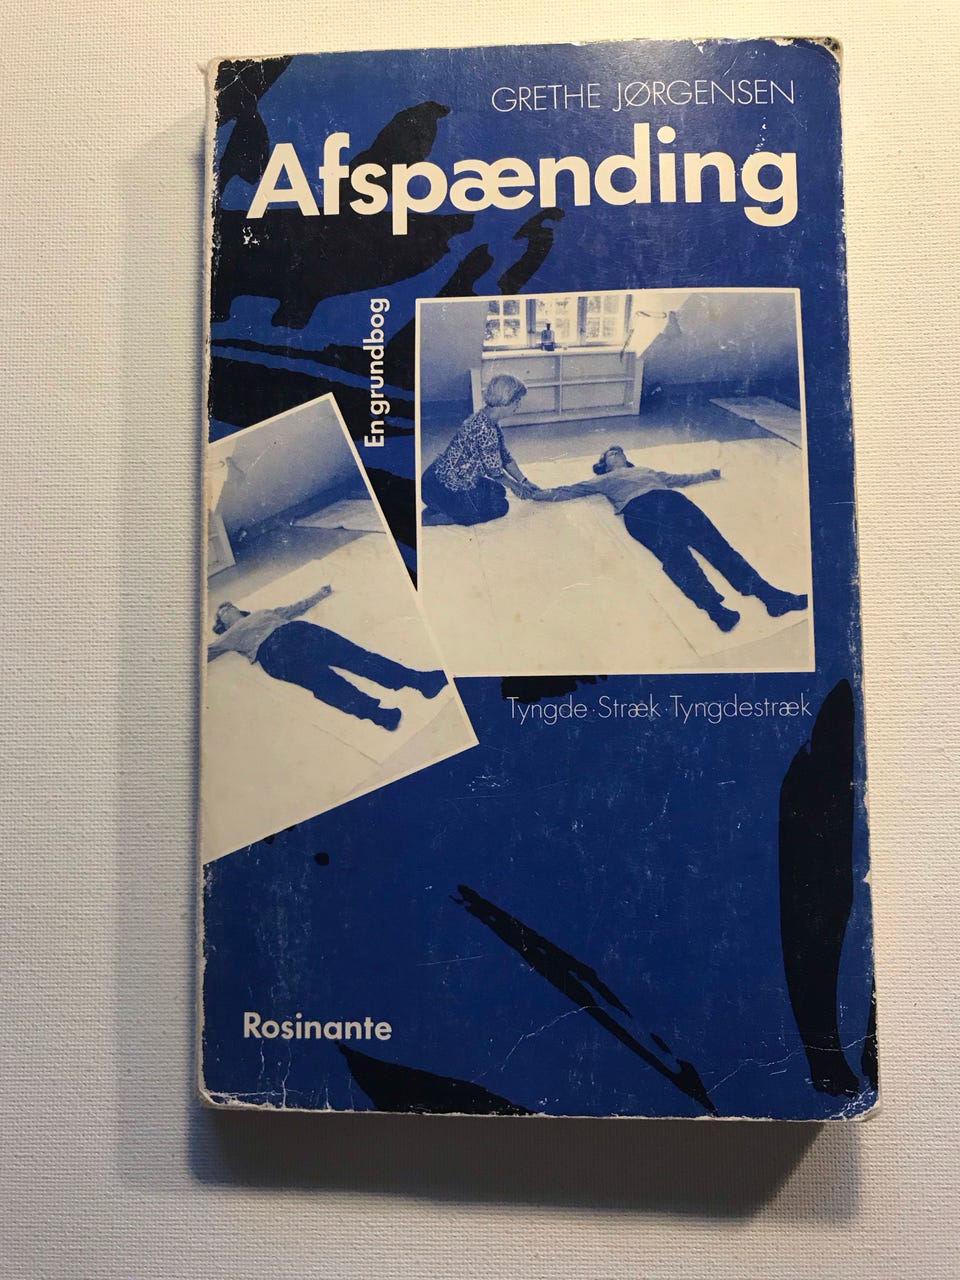 GRETHE JØRGENSEN
Afspænding
En grundbog
Tyngde · Stræk · Tyngdestræk
Rosinante